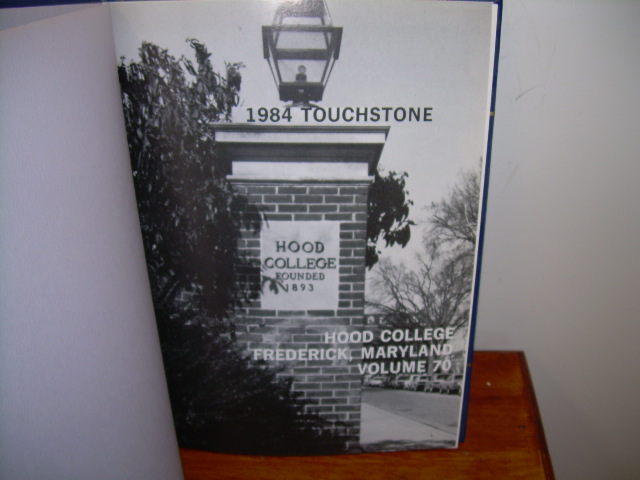 1984 TOUCHSTONE
HOOD
COLLEGE
FOUNDED
1893
HOOD COLLEGE
FREDERICK, MARYLAND
VOLUME 70